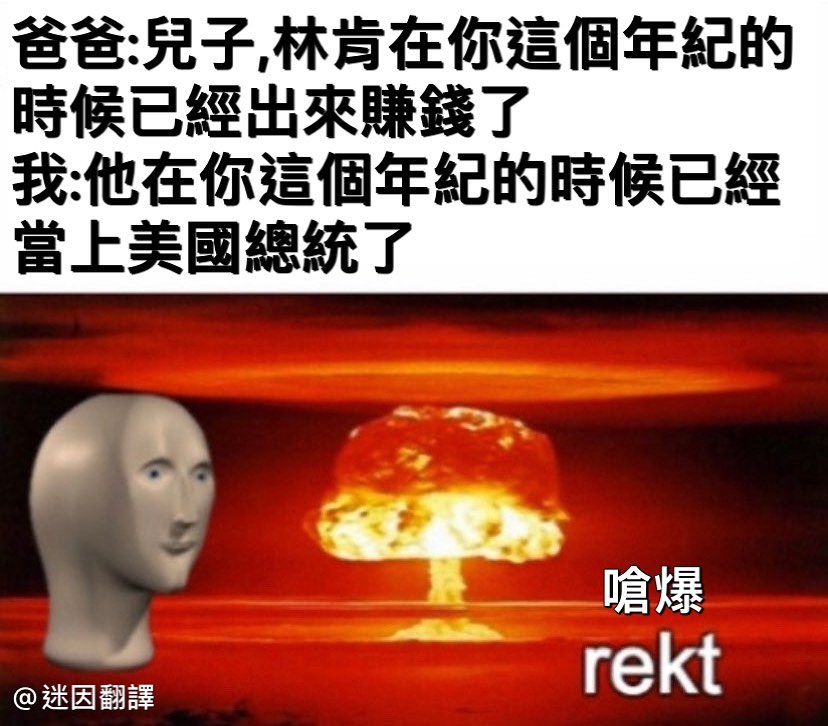 爸爸:兒子,林肯在你這個年紀的
時候已經出來賺錢了
我:他在你這個年紀的時候已經
當上美國總統了
嗆爆
rekt
@迷因翻譯